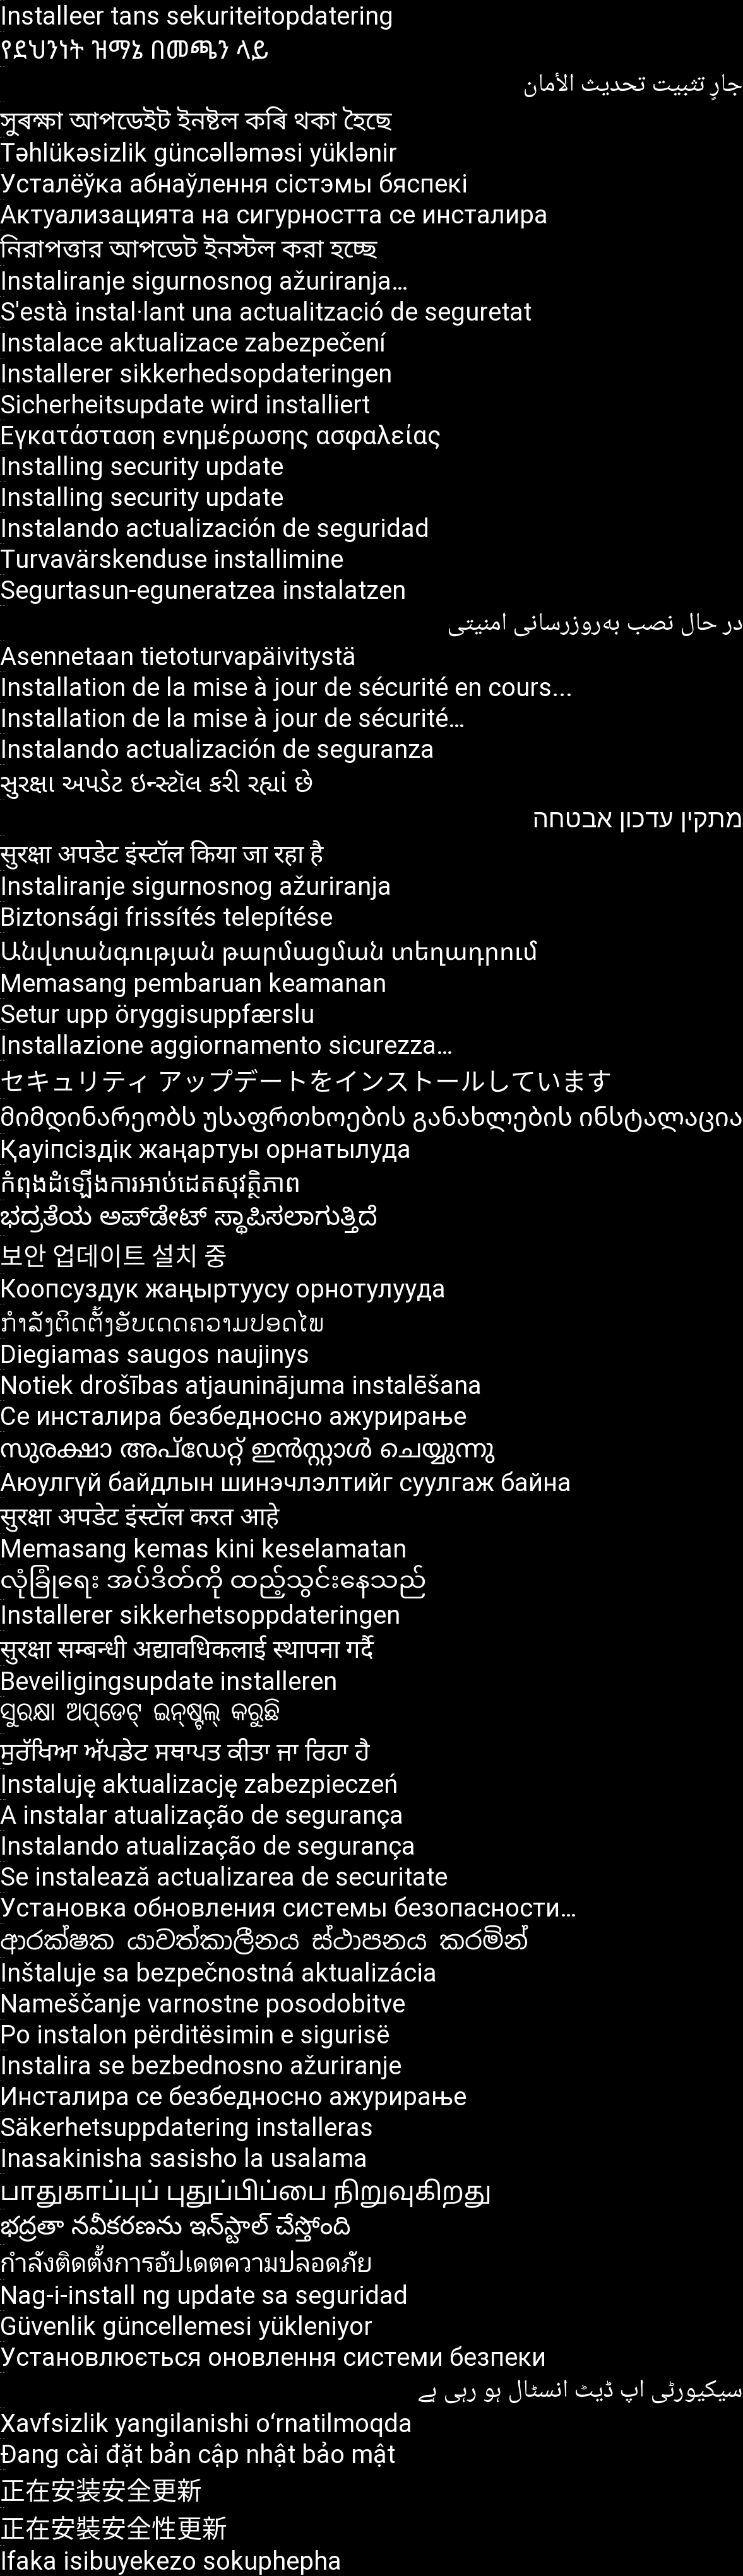 Installeer tans sekuriteitopdatering
የደህንነት ዝማኔ በመጫን ላይ
جارٍ تثبيت تحديث الأمان
সুৰক্ষা আপডেইট ইনষ্টল কৰি থকা হৈছে
Təhlükəsizlik güncəlləməsi yüklənir
Усталёўка абнаўлення сістэмы бяспекі
Актуализацията на сигурността се инсталира
নিরাপত্তার আপডেট ইনস্টল করা হচ্ছে
Instaliranje sigurnosnog ažuriranja…
S'està instal·lant una actualització de seguretat
Instalace aktualizace zabezpečení
Installerer sikkerhedsopdateringen
Sicherheitsupdate wird installiert
Εγκατάσταση ενημέρωσης ασφαλείας
Installing security update
Installing security update
Instalando actualización de seguridad
Turvavärskenduse installimine
Segurtasun-eguneratzea instalatzen
در حال نصب به‌روزرسانی امنیتی
Asennetaan tietoturvapäivitystä
Installation de la mise à jour de sécurité en cours...
Installation de la mise à jour de sécurité…
Instalando actualización de seguranza
સુરક્ષા અપડેટ ઇન્સ્ટૉલ કરી રહ્યાં છે
מתקין עדכון אבטחה
सुरक्षा अपडेट इंस्टॉल किया जा रहा है
Instaliranje sigurnosnog ažuriranja
Biztonsági frissítés telepítése
Անվտանգության թարմացման տեղադրում
Memasang pembaruan keamanan
Setur upp öryggisuppfærslu
Installazione aggiornamento sicurezza…
セキュリティ アップデートをインストールしています
მიმდინარეობს უსაფრთხოების განახლების ინსტალაცია
Қауіпсіздік жаңартуы орнатылуда
កំពុងដំឡើងការអាប់ដេតសុវត្ថិភាព
ಭದ್ರತೆಯ ಅಪ್‌ಡೇಟ್‌ ಸ್ಥಾಪಿಸಲಾಗುತ್ತಿದೆ
보안 업데이트 설치 중
Коопсуздук жаңыртуусу орнотулууда
ກຳລັງຕິດຕັ້ງອັບເດດຄວາມປອດໄພ
Diegiamas saugos naujinys
Notiek drošības atjauninājuma instalēšana
Се инсталира безбедносно ажурирање
സുരക്ഷാ അപ്ഡേറ്റ് ഇൻസ്റ്റാൾ ചെയ്യുന്നു
Аюулгүй байдлын шинэчлэлтийг суулгаж байна
सुरक्षा अपडेट इंस्टॉल करत आहे
Memasang kemas kini keselamatan
လုံခြုံရေး အပ်ဒိတ်ကို ထည့်သွင်းနေသည်
Installerer sikkerhetsoppdateringen
सुरक्षा सम्बन्धी अद्यावधिकलाई स्थापना गर्दै
Beveiligingsupdate installeren
ସୁରକ୍ଷା ଅପ୍‌ଡେଟ୍‌ ଇନ୍‌ଷ୍ଟଲ୍‌ କରୁଛି
ਸੁਰੱਖਿਆ ਅੱਪਡੇਟ ਸਥਾਪਤ ਕੀਤਾ ਜਾ ਰਿਹਾ ਹੈ
Instaluję aktualizację zabezpieczeń
A instalar atualização de segurança
Instalando atualização de segurança
Se instalează actualizarea de securitate
Установка обновления системы безопасности…
ආරක්ෂක යාවත්කාලීනය ස්ථාපනය කරමින්
Inštaluje sa bezpečnostná aktualizácia
Nameščanje varnostne posodobitve
Po instalon përditësimin e sigurisë
Instalira se bezbednosno ažuriranje
Инсталира се безбедносно ажурирање
Säkerhetsuppdatering installeras
Inasakinisha sasisho la usalama
பாதுகாப்புப் புதுப்பிப்பை நிறுவுகிறது
భద్రతా నవీకరణను ఇన్‌స్టాల్ చేస్తోంది
กำลังติดตั้งการอัปเดตความปลอดภัย
Nag-i-install ng update sa seguridad
Güvenlik güncellemesi yükleniyor
Установлюється оновлення системи безпеки
سیکیورٹی اپ ڈیٹ انسٹال ہو رہی ہے
Xavfsizlik yangilanishi o‘rnatilmoqda
Đang cài đặt bản cập nhật bảo mật
正在安装安全更新
正在安裝安全性更新
Ifaka isibuyekezo sokuphepha